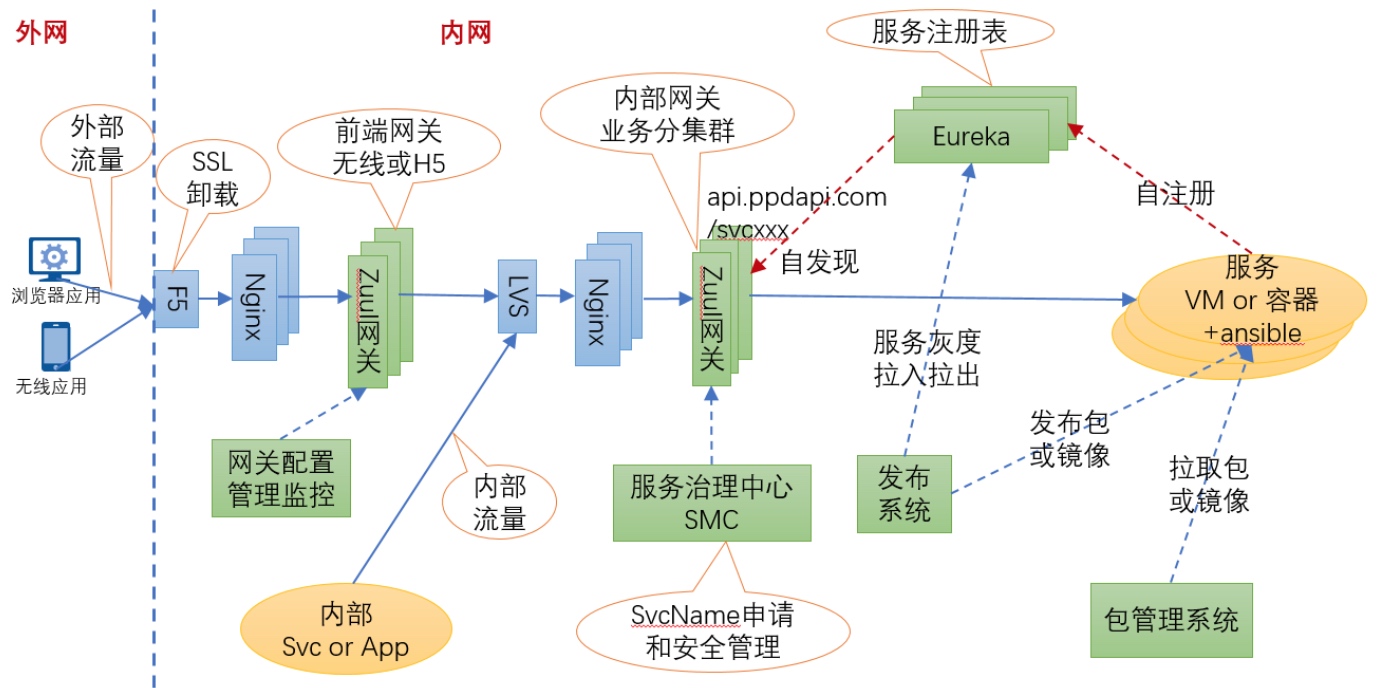 外网
内网
服务注册表
外部
流量
SSL
卸载
前端网关
无线或H5
内部网关
业务分集群
Eureka
api.ppdapi.com
/svcxxx
自发现
自注册
浏览器应用
无线应用
F5
Nginx
Zuul网关
LVS
Nginx
Zuul网关
服务
VM or 容器
+ansible
服务灰度
拉入拉出
网关配置
管理监控
内部
流量
服务治理中心
SMC
发布
系统
发布包
或镜像
拉取包
或镜像
内部
Svc or App
SvcName申请
和安全管理
包管理系统